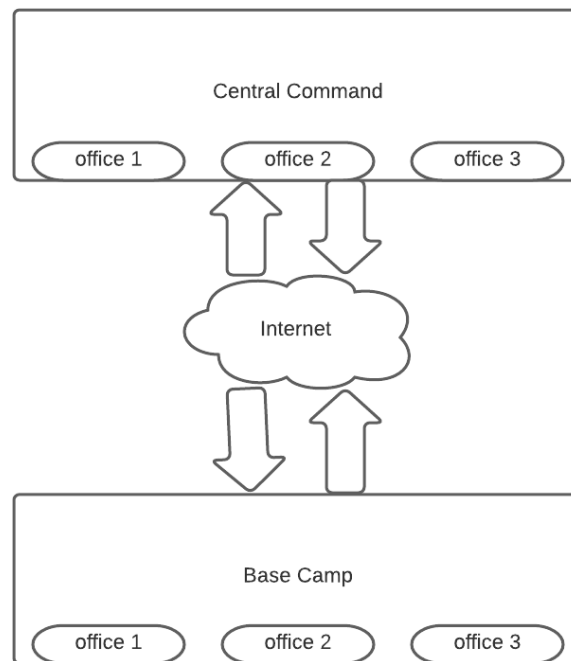 Central Command
office 1 office 2 office 3
Internet
Base Camp
office 1 office 2 office 3